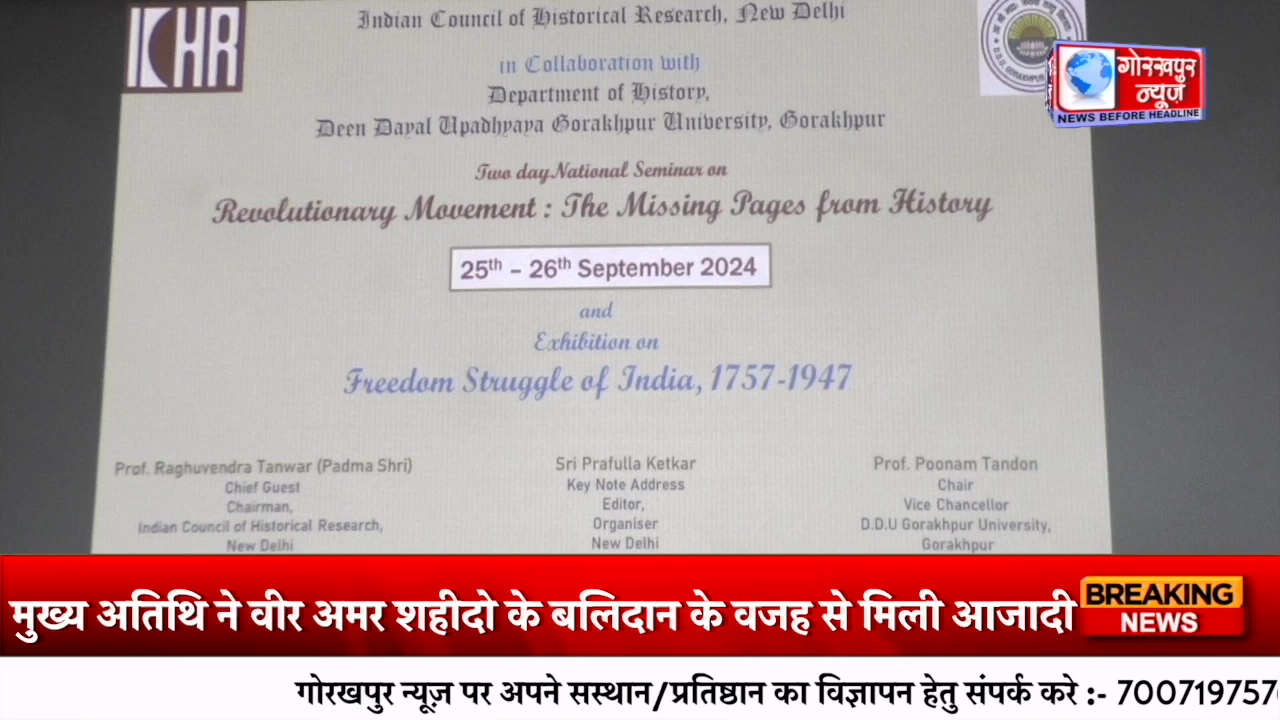 ICHR
Indian Council of Historical Research, New Delhi
in Collaboration with
Department of History,
Deen Dayal Upadhyaya Gorakhpur University, Gorakhpur
गोरखपुर
न्यूज़
NEWS BEFORE HEADLINE
Two day National Seminar on
Revolutionary Movement : The Missing Pages from History
25th – 26th September 2024
and
Exhibition on
Freedom Struggle of India, 1757-1947
Prof. Raghuvendra Tanwar (Padma Shri)
Chief Guest
Chairman,
Indian Council of Historical Research,
New Delhi
Sri Prafulla Ketkar
Key Note Address
Editor,
Organiser
New Delhi
Prof. Poonam Tandon
Chair
Vice Chancellor
D.D.U Gorakhpur University,
Gorakhpur
मुख्य अतिथि ने वीर अमर शहीदो के बलिदान के वजह से मिली आजादी
BREAKING
NEWS
गोरखपुर न्यूज़ पर अपने सस्थान/प्रतिष्ठान का विज्ञापन हेतु संपर्क करे :- 700719757